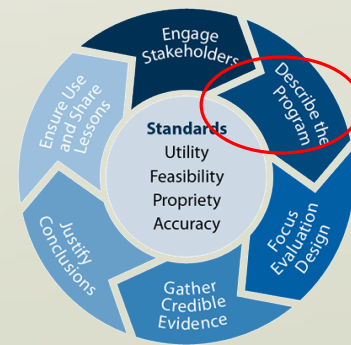 Engage
Stakeholders
Describe the
Program
Focus
Evaluation
Design
Gather
Credible
Evidence
Justify
Conclusions
Ensure Use
and Share
Lessons
Standards
Utility
Feasibility
Propriety
Accuracy